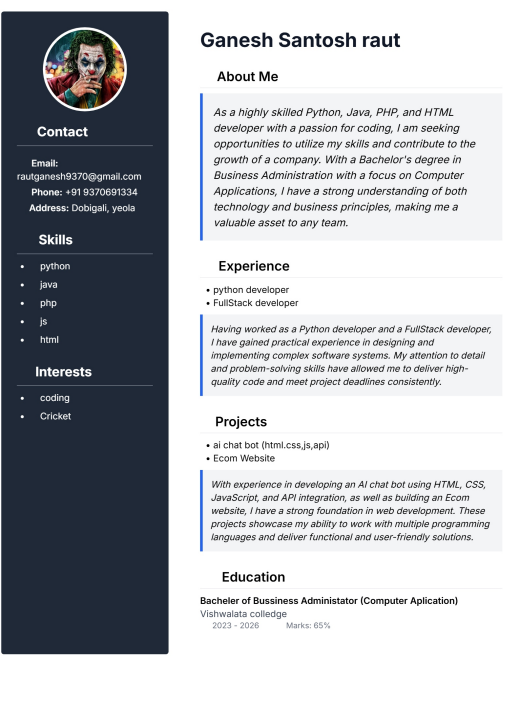 Contact
Email:
rautganesh9370@gmail.com
Phone: +91 9370691334
Address: Dobigali, yeola
Skills
• python
• java
• php
• js
• html
Interests
• coding
• Cricket
Ganesh Santosh raut
About Me
As a highly skilled Python, Java, PHP, and HTML
developer with a passion for coding, I am seeking
opportunities to utilize my skills and contribute to the
growth of a company. With a Bachelor's degree in
Business Administration with a focus on Computer
Applications, I have a strong understanding of both
technology and business principles, making me a
valuable asset to any team.
Experience
• python developer
• FullStack developer
Having worked as a Python developer and a FullStack developer,
I have gained practical experience in designing and
implementing complex software systems. My attention to detail
and problem-solving skills have allowed me to deliver high-
quality code and meet project deadlines consistently.
Projects
• ai chat bot (html.css,js,api)
• Ecom Website
With experience in developing an AI chat bot using HTML, CSS,
JavaScript, and API integration, as well as building an Ecom
website, I have a strong foundation in web development. These
projects showcase my ability to work with multiple programming
languages and deliver functional and user-friendly solutions.
Education
Bacheler of Bussiness Administator (Computer Aplication)
Vishwalata colledge
2023 - 2026 Marks: 65%